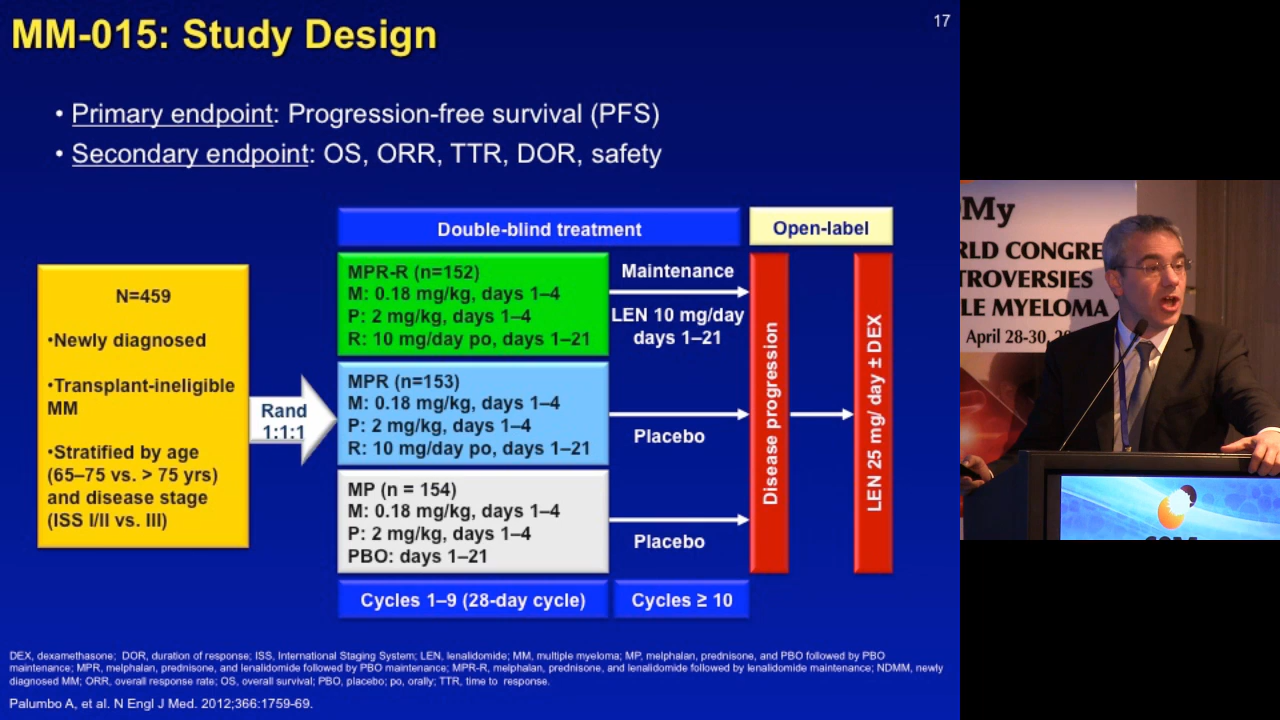 17
MM-015: Study Design
• Primary endpoint: Progression-free survival (PFS)
• Secondary endpoint: OS, ORR, TTR, DOR, safety
Double-blind treatment
Open-label
N=459
•Newly diagnosed
•Transplant-ineligible
MM
•Stratified by age
(65–75 vs. > 75 yrs)
and disease stage
(ISS I/II vs. III)
Rand
1:1:1
MPR-R (n=152)
M: 0.18 mg/kg, days 1–4
P: 2 mg/kg, days 1–4
R: 10 mg/day po, days 1–21
Maintenance
LEN 10 mg/day
days 1–21
MPR (n=153)
M: 0.18 mg/kg, days 1–4
P: 2 mg/kg, days 1–4
R: 10 mg/day po, days 1–21
Placebo
MP (n = 154)
M: 0.18 mg/kg, days 1–4
P: 2 mg/kg, days 1–4
PBO: days 1–21
Placebo
Disease progression
LEN 25 mg/ day ± DEX
Cycles 1–9 (28-day cycle)
Cycles ≥ 10
DEX, dexamethasone; DOR, duration of response; ISS, International Staging System; LEN, lenalidomide; MM, multiple myeloma; MP, melphalan, prednisone, and PBO followed by PBO
maintenance; MPR, melphalan, prednisone, and lenalidomide followed by PBO maintenance; MPR-R, melphalan, prednisone, and lenalidomide followed by lenalidomide maintenance; NDMM, newly
diagnosed MM; ORR, overall response rate; OS, overall survival; PBO, placebo; po, orally; TTR, time to response.
Palumbo A, et al. N Engl J Med. 2012;366:1759-69.
My
RLD CONGRE
TROVERSIES
LE MYELOMA
April 28-30,